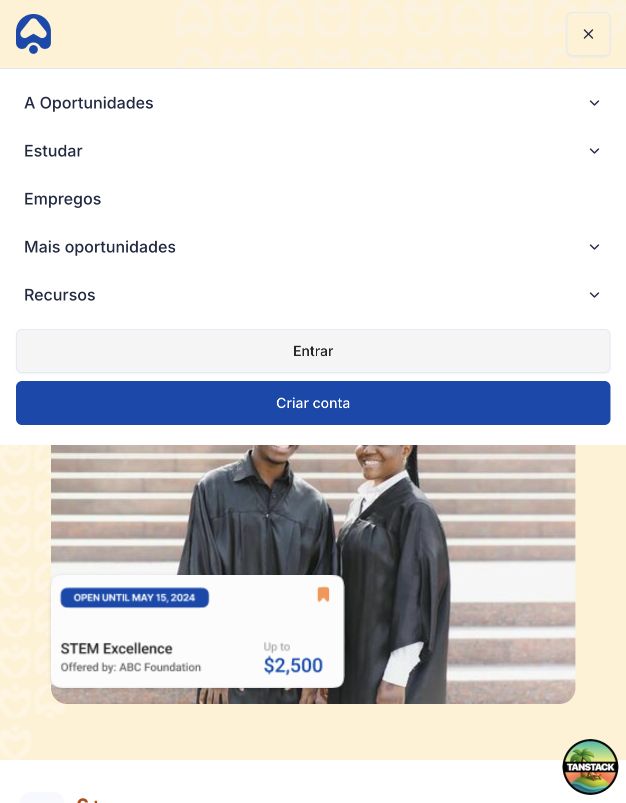 A Oportunidades
Estudar
Empregos
Mais oportunidades
Recursos
Entrar
Criar conta
OPEN UNTIL MAY 15, 2024
STEM Excellence
Offered by: ABC Foundation
Up to
$2,500
TANSTACK